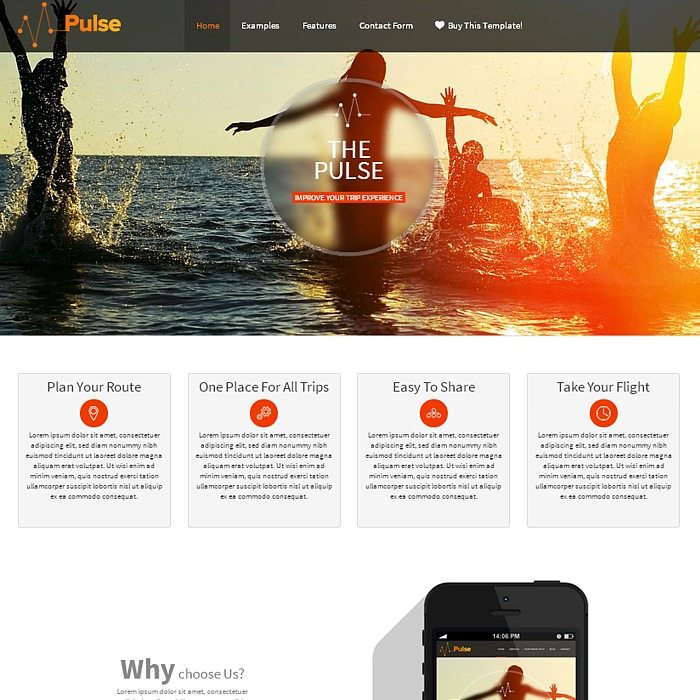 Pulse
Home Examples Features Contact Form Buy This Template!
THE
PULSE
IMPROVE YOUR TRIP EXPERIENCE
Plan Your Route
Lorem ipsum dolor sit amet, consectetuer
adipiscing elit, sed diam nonummy nibh
euismod tincidunt ut laoreet dolore magna
aliquam erat volutpat. Ut wisi enim ad
minim veniam, quis nostrud exerci tation
ullamcorper suscipit lobortis nisl ut aliquip
ex ea commodo consequat.
One Place For All Trips
Lorem ipsum dolor sit amet, consectetuer
adipiscing elit, sed diam nonummy nibh
euismod tincidunt ut laoreet dolore magna
aliquam erat volutpat. Ut wisi enim ad
minim veniam, quis nostrud exerci tation
ullamcorper suscipit lobortis nisl ut aliquip
ex ea commodo consequat.
Easy To Share
Lorem ipsum dolor sit amet, consectetuer
adipiscing elit, sed diam nonummy nibh
euismod tincidunt ut laoreet dolore magna
aliquam erat volutpat. Ut wisi enim ad
minim veniam, quis nostrud exerci tation
ullamcorper suscipit lobortis nisl ut aliquip
ex ea commodo consequat.
Take Your Flight
Lorem ipsum dolor sit amet, consectetuer
adipiscing elit, sed diam nonummy nibh
euismod tincidunt ut laoreet dolore magna
aliquam erat volutpat. Ut wisi enim ad
minim veniam, quis nostrud exerci tation
ullamcorper suscipit lobortis nisl ut aliquip
ex ea commodo consequat.
Why choose Us?
Lorem ipsum dolor sit amet, consectetuer
14:06 PM
Pulse